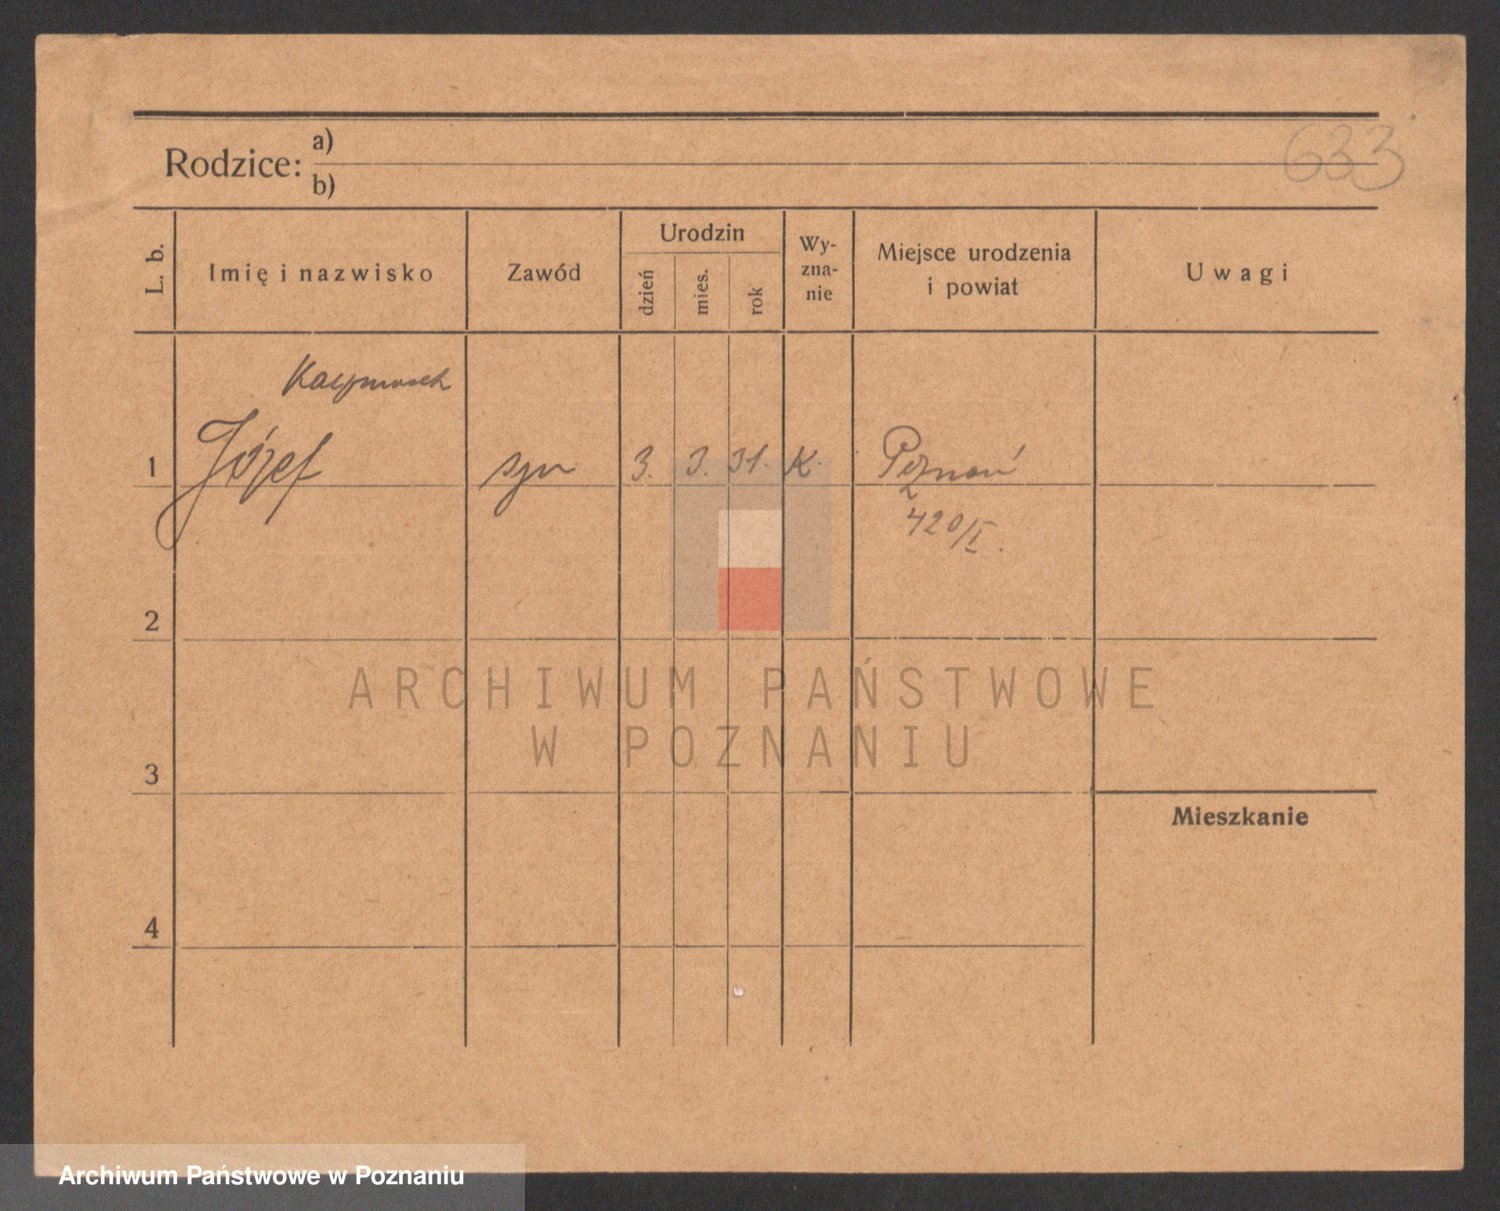 633
Rodzice: a)
b)
L. b.
Imię i nazwisko
Zawód
Urodzin
dzień
mies.
rok
Wy-
zna-
nie
Miejsce urodzenia
i powiat
Uwagi
Kaczmarek
1 Józef syn 3. 3. 31. K. Poznań
420/I.
2
3
Mieszkanie
4
ARCHIWUM PAŃSTWOWE
W POZNANIU
Archiwum Państwowe w Poznaniu